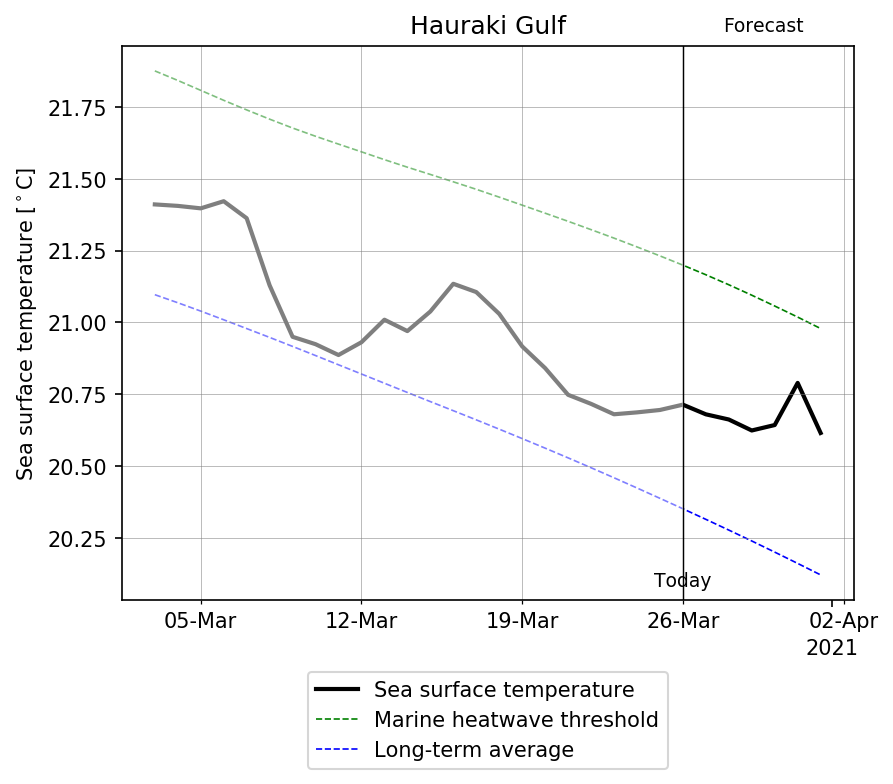 Hauraki Gulf
Forecast
Sea surface temperature [°C]
21.75
21.50
21.25
21.00
20.75
20.50
20.25
Today
05-Mar 12-Mar 19-Mar 26-Mar 02-Apr
2021
Sea surface temperature
Marine heatwave threshold
Long-term average